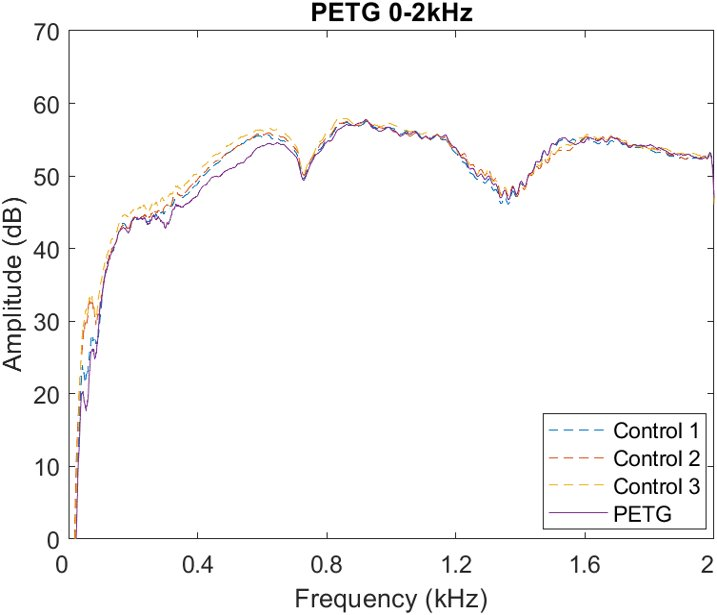 PETG 0-2kHz
70
60
50
40
30
20
10
0
Amplitude (dB)
Control 1
Control 2
Control 3
PETG
0 0.4 0.8 1.2 1.6 2
Frequency (kHz)